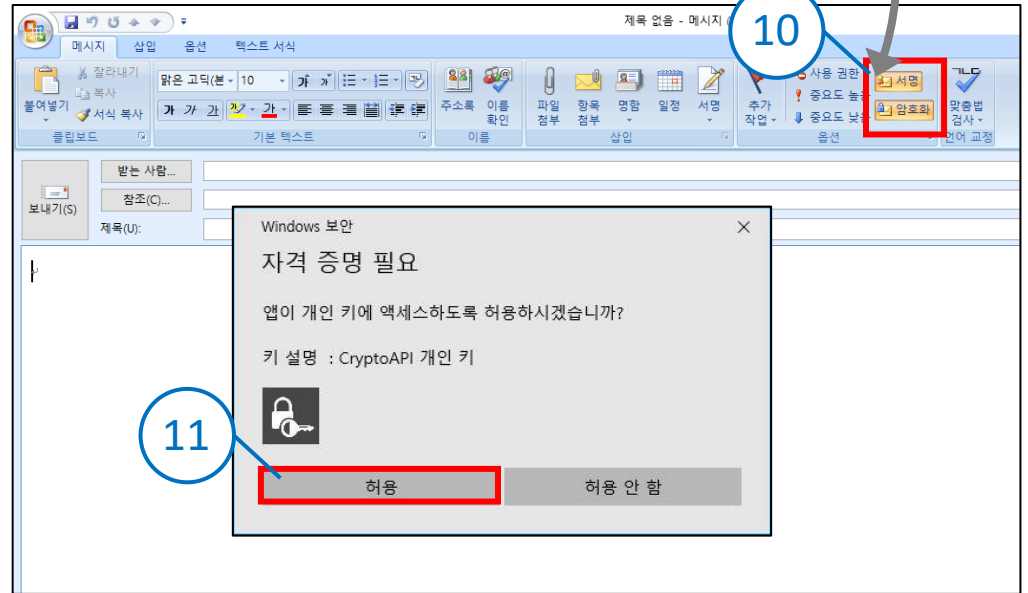 제목 없음 - 메시지 (
10
메시지 삽입 옵션 텍스트 서식
붙여넣기
잘라내기
복사
서식 복사
클립보드
맑은 고딕(본 10
가 가 가 가 가
기본 텍스트
주소록
이름 확인
이름
파일 첨부
항목 첨부
명함
일정
서명
삽입
추가 작업
사용 권한
중요도 높음
중요도 낮음
서명
암호화
옵션
맞춤법 검사
언어 교정
보내기(S)
받는 사람...
참조(C)...
제목(U):
Windows 보안
자격 증명 필요
앱이 개인 키에 액세스하도록 허용하시겠습니까?
키 설명 : CryptoAPI 개인 키
11
허용
허용 안 함